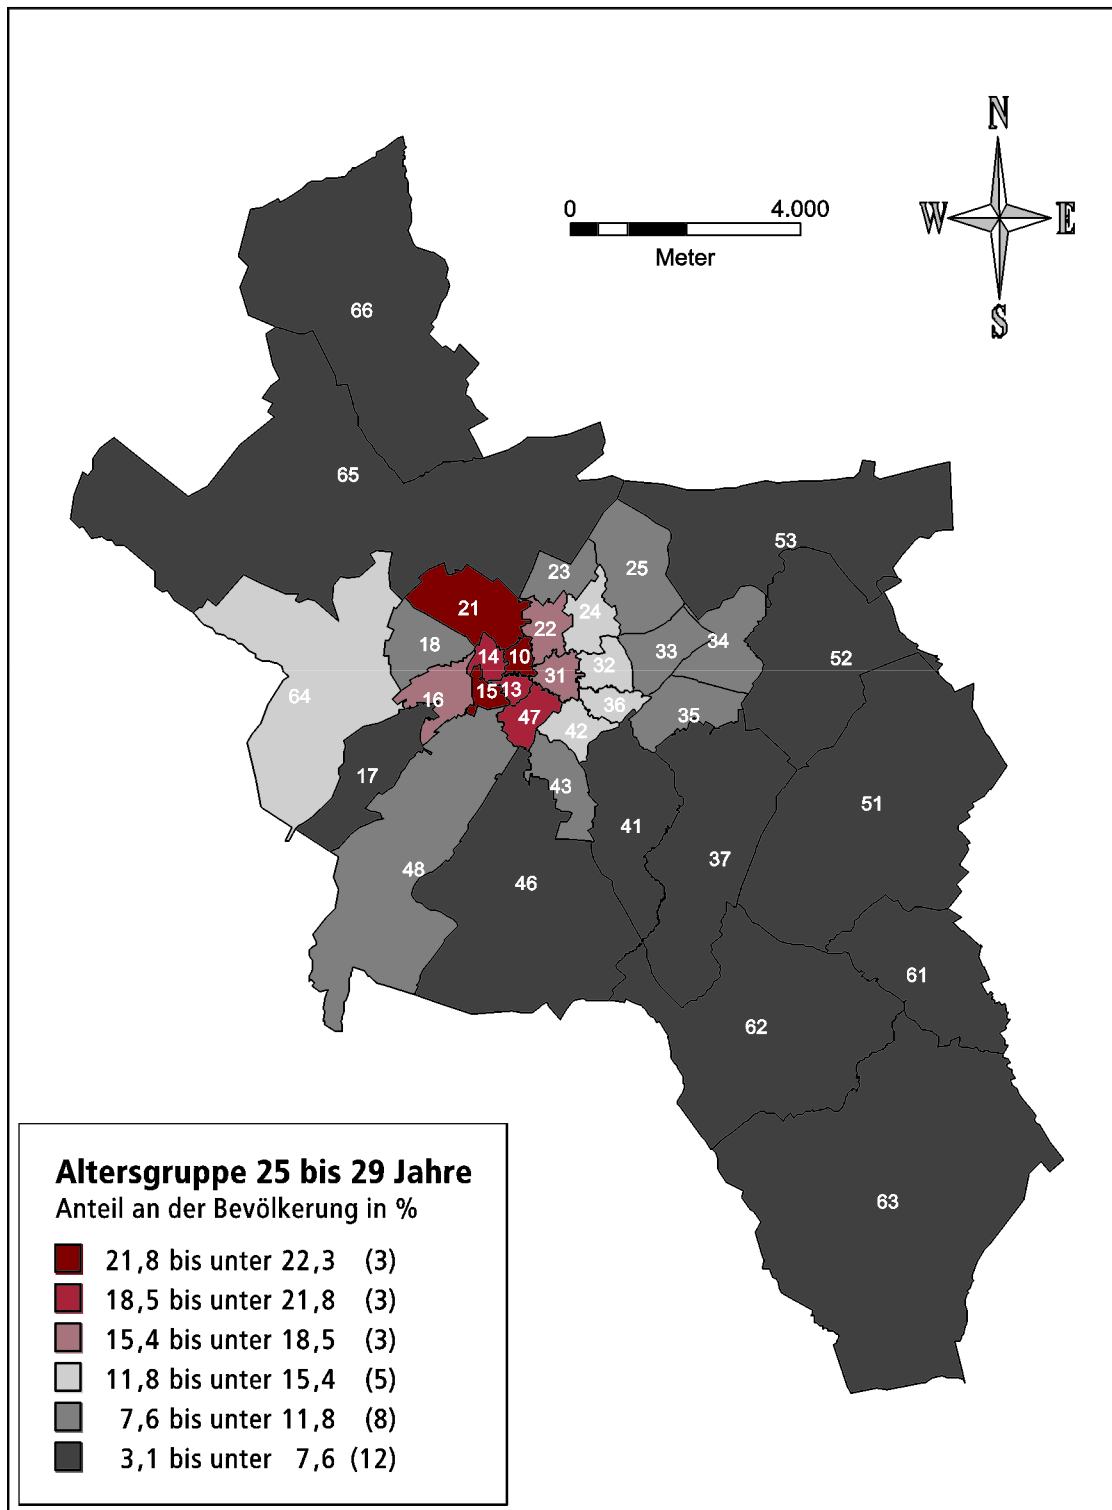 N
0 4.000
W E
Meter
S
66
65
53
25
23
24
21
22
34
18
33
14
10
52
32
31
15
13
64
16
36
47
35
42
17
43
51
41
37
48
46
61
62
63
Altersgruppe 25 bis 29 Jahre
Anteil an der Bevölkerung in %
21,8 bis unter 22,3 (3)
18,5 bis unter 21,8 (3)
15,4 bis unter 18,5 (3)
11,8 bis unter 15,4 (5)
7,6 bis unter 11,8 (8)
3,1 bis unter 7,6 (12)